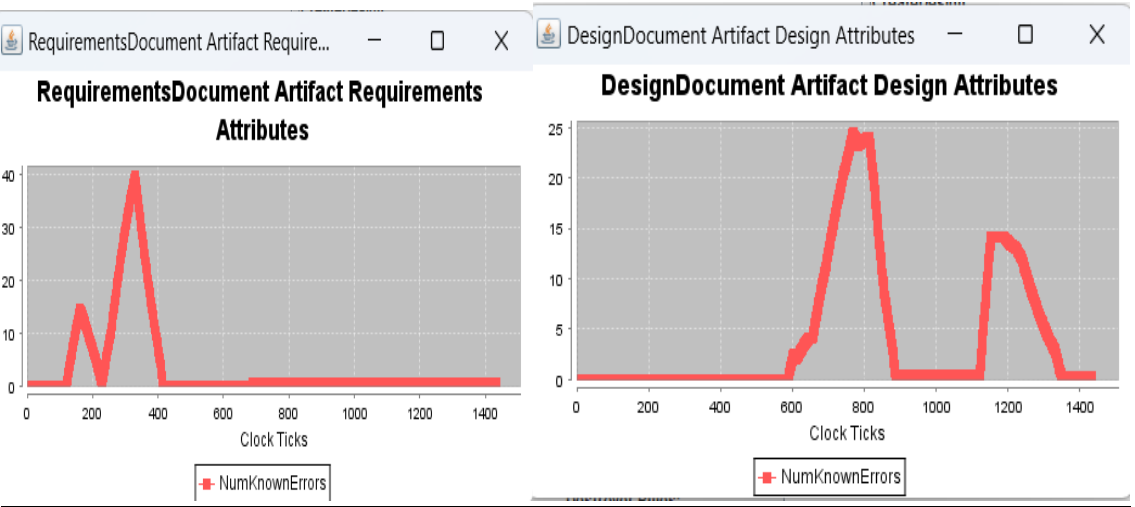 RequirementsDocument Artifact Require...
RequirementsDocument Artifact Requirements
Attributes
40
30
20
10
0
0 200 400 600 800 1000 1200 1400
Clock Ticks
NumKnownErrors
DesignDocument Artifact Design Attributes
DesignDocument Artifact Design Attributes
25
20
15
10
5
0
0 200 400 600 800 1000 1200 1400
Clock Ticks
NumKnownErrors